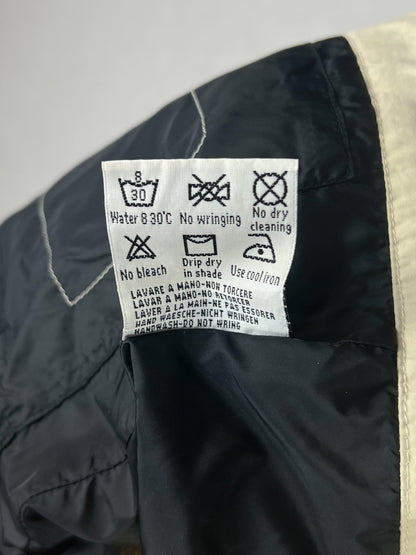 8
30
Water 8 30°C
No wringing
No dry
cleaning
No bleach
Drip dry
in shade
Use cool iron
LAVARE A MANO-NON TORCERE
LAVAR A MANO-NO RETORCER
LAVER A LA MAIN-NE PAS ESSORER
HAND WAESCHE-NICHT WRINGEN
HANDWASH-DO NOT WRING